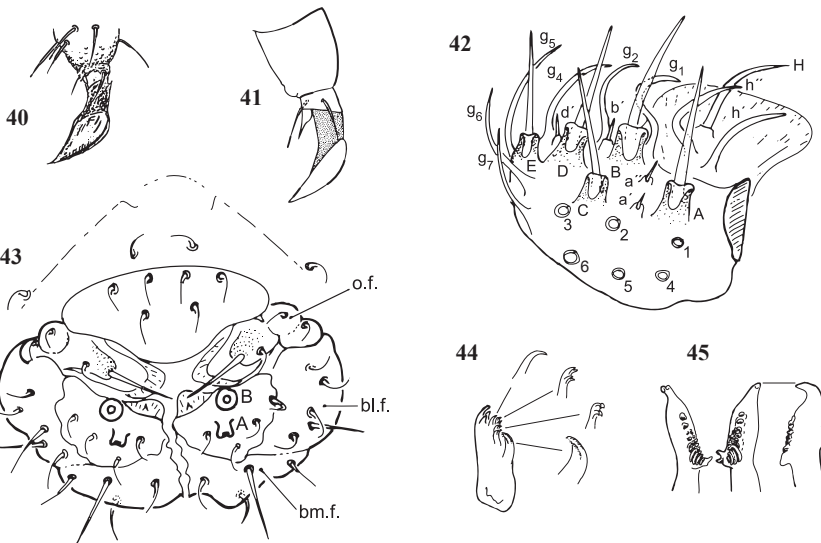 40
41
42
g₅
g₄
g₂
g₁
H
h´´
h´
g₆
g₇
d´
b´
E
D
B
a´´
a´
C
A
3
2
1
6
5
4
43
o.f.
B
A
bl.f.
bm.f.
44
45